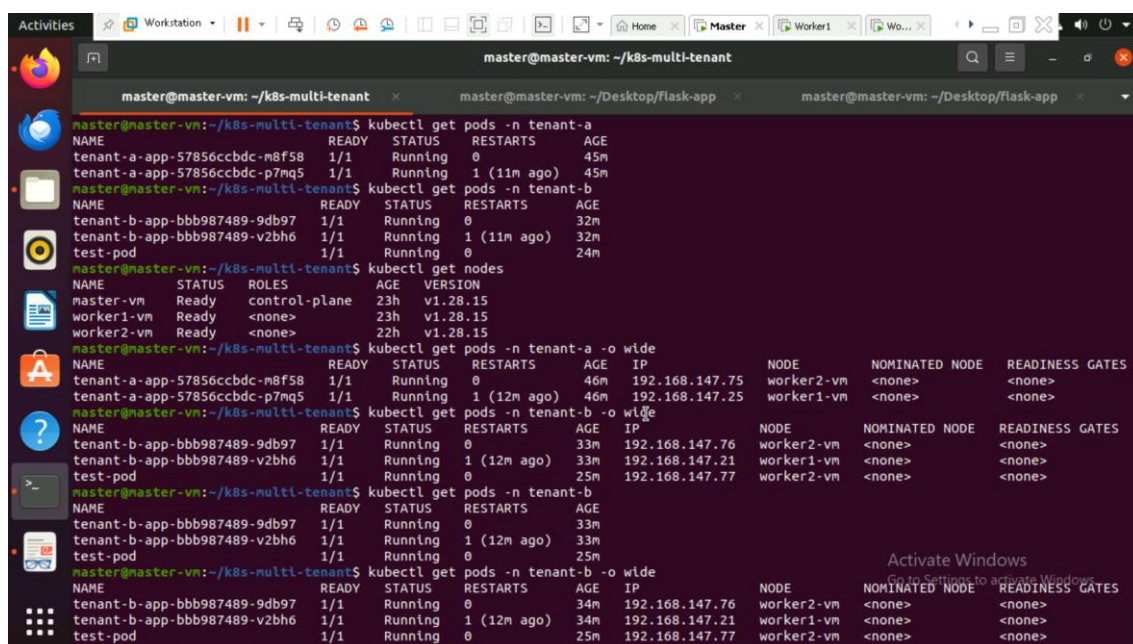 Activities Workstation Home Master Worker1 Wo...
master@master-vm: ~/k8s-multi-tenant
master@master-vm: ~/k8s-multi-tenant master@master-vm: ~/Desktop/flask-app master@master-vm: ~/Desktop/flask-app
master@master-vm:~/k8s-multi-tenant$ kubectl get pods -n tenant-a
NAME READY STATUS RESTARTS AGE
tenant-a-app-57856ccbdc-m8f58 1/1 Running 0 45m
tenant-a-app-57856ccbdc-p7mq5 1/1 Running 1 (11m ago) 45m
master@master-vm:~/k8s-multi-tenant$ kubectl get pods -n tenant-b
NAME READY STATUS RESTARTS AGE
tenant-b-app-bbb987489-9db97 1/1 Running 0 32m
tenant-b-app-bbb987489-v2bh6 1/1 Running 1 (11m ago) 32m
test-pod 1/1 Running 0 24m
master@master-vm:~/k8s-multi-tenant$ kubectl get nodes
NAME STATUS ROLES AGE VERSION
master-vm Ready control-plane 23h v1.28.15
worker1-vm Ready <none> 23h v1.28.15
worker2-vm Ready <none> 22h v1.28.15
master@master-vm:~/k8s-multi-tenant$ kubectl get pods -n tenant-a -o wide
NAME READY STATUS RESTARTS AGE IP NODE NOMINATED NODE READINESS GATES
tenant-a-app-57856ccbdc-m8f58 1/1 Running 0 46m 192.168.147.75 worker2-vm <none> <none>
tenant-a-app-57856ccbdc-p7mq5 1/1 Running 1 (12m ago) 46m 192.168.147.25 worker1-vm <none> <none>
master@master-vm:~/k8s-multi-tenant$ kubectl get pods -n tenant-b -o wide
NAME READY STATUS RESTARTS AGE IP NODE NOMINATED NODE READINESS GATES
tenant-b-app-bbb987489-9db97 1/1 Running 0 33m 192.168.147.76 worker2-vm <none> <none>
tenant-b-app-bbb987489-v2bh6 1/1 Running 1 (12m ago) 33m 192.168.147.21 worker1-vm <none> <none>
test-pod 1/1 Running 0 25m 192.168.147.77 worker2-vm <none> <none>
master@master-vm:~/k8s-multi-tenant$ kubectl get pods -n tenant-b
NAME READY STATUS RESTARTS AGE
tenant-b-app-bbb987489-9db97 1/1 Running 0 33m
tenant-b-app-bbb987489-v2bh6 1/1 Running 1 (12m ago) 33m
test-pod 1/1 Running 0 25m
Activate Windows
master@master-vm:~/k8s-multi-tenant$ kubectl get pods -n tenant-b -o wide
Go to Settings to activate Windows.
NAME READY STATUS RESTARTS AGE IP NODE NOMINATED NODE READINESS GATES
tenant-b-app-bbb987489-9db97 1/1 Running 0 34m 192.168.147.76 worker2-vm <none> <none>
tenant-b-app-bbb987489-v2bh6 1/1 Running 1 (12m ago) 34m 192.168.147.21 worker1-vm <none> <none>
test-pod 1/1 Running 0 25m 192.168.147.77 worker2-vm <none> <none>